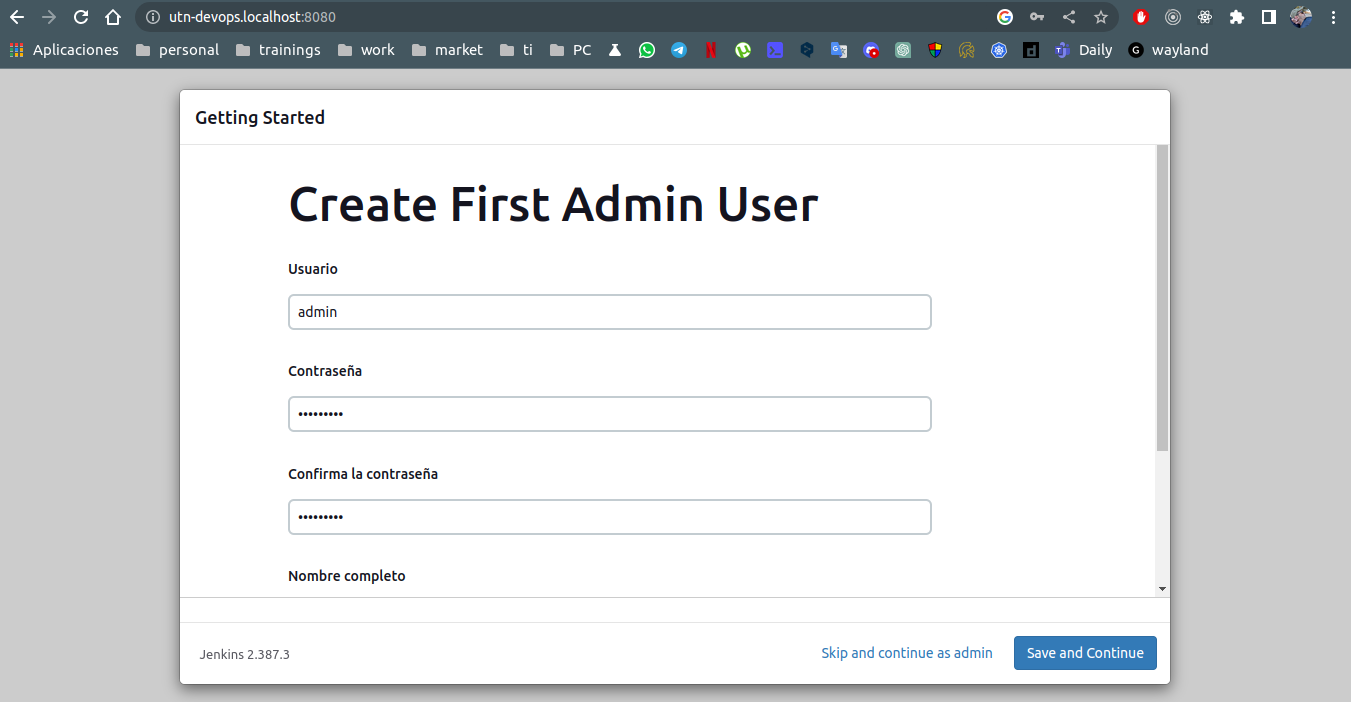 utn-devops.localhost:8080
Aplicaciones personal trainings work market ti PC Daily wayland
Getting Started
Create First Admin User
Usuario
admin
Contraseña
•••••••••
Confirma la contraseña
•••••••••
Nombre completo
Jenkins 2.387.3 Skip and continue as admin Save and Continue